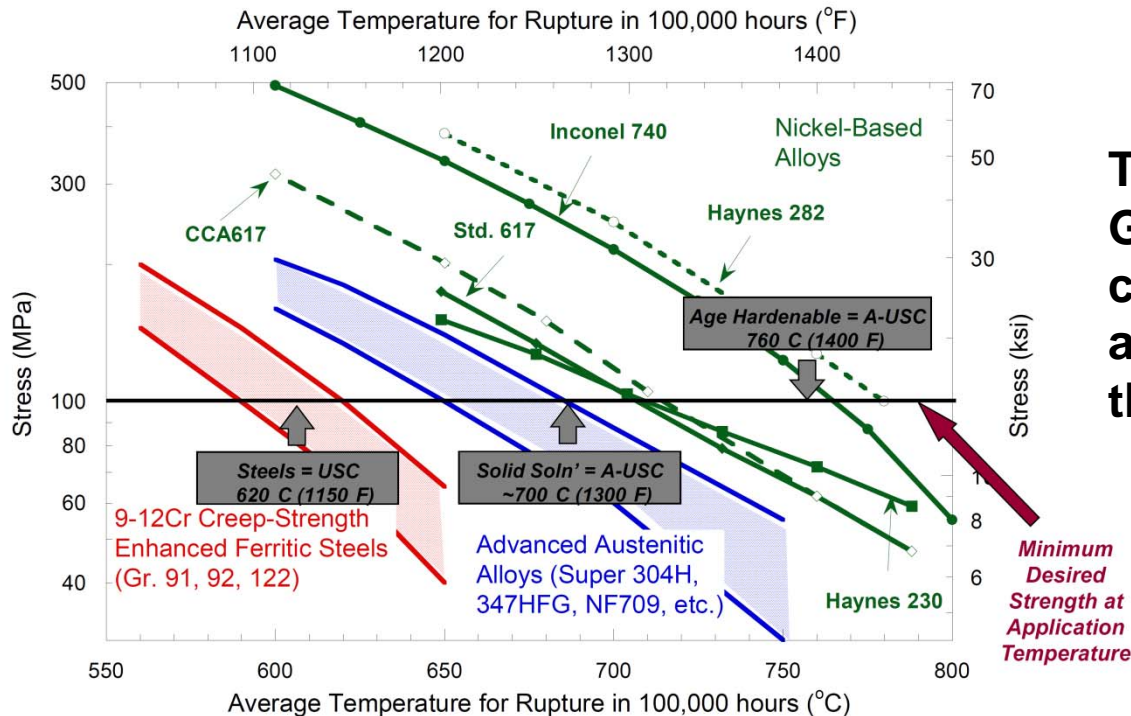 Average Temperature for Rupture in 100,000 hours (°F)
1100 1200 1300 1400
500
300
100
80
60
40
Stress (MPa)
70
50
30
8
6
Stress (ksi)
Inconel 740
Nickel-Based
Alloys
Haynes 282
CCA617
Std. 617
Age Hardenable = A-USC
760 C (1400 F)
Steels = USC
620 C (1150 F)
Solid Soln' = A-USC
~700 C (1300 F)
9-12Cr Creep-Strength
Enhanced Ferritic Steels
(Gr. 91, 92, 122)
Advanced Austenitic
Alloys (Super 304H,
347HFG, NF709, etc.)
Haynes 230
Minimum
Desired
Strength at
Application
Temperature
550 600 650 700 750 800
Average Temperature for Rupture in 100,000 hours (°C)